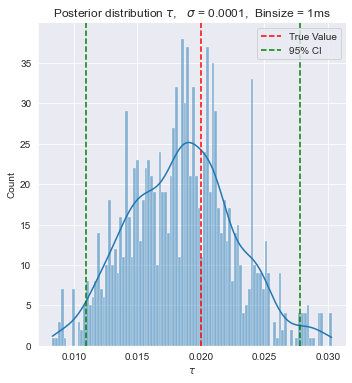 Posterior distribution τ, σ = 0.0001, Binsize = 1ms
True Value
95% CI
Count
35
30
25
20
15
10
5
0
0.010 0.015 0.020 0.025 0.030
τ